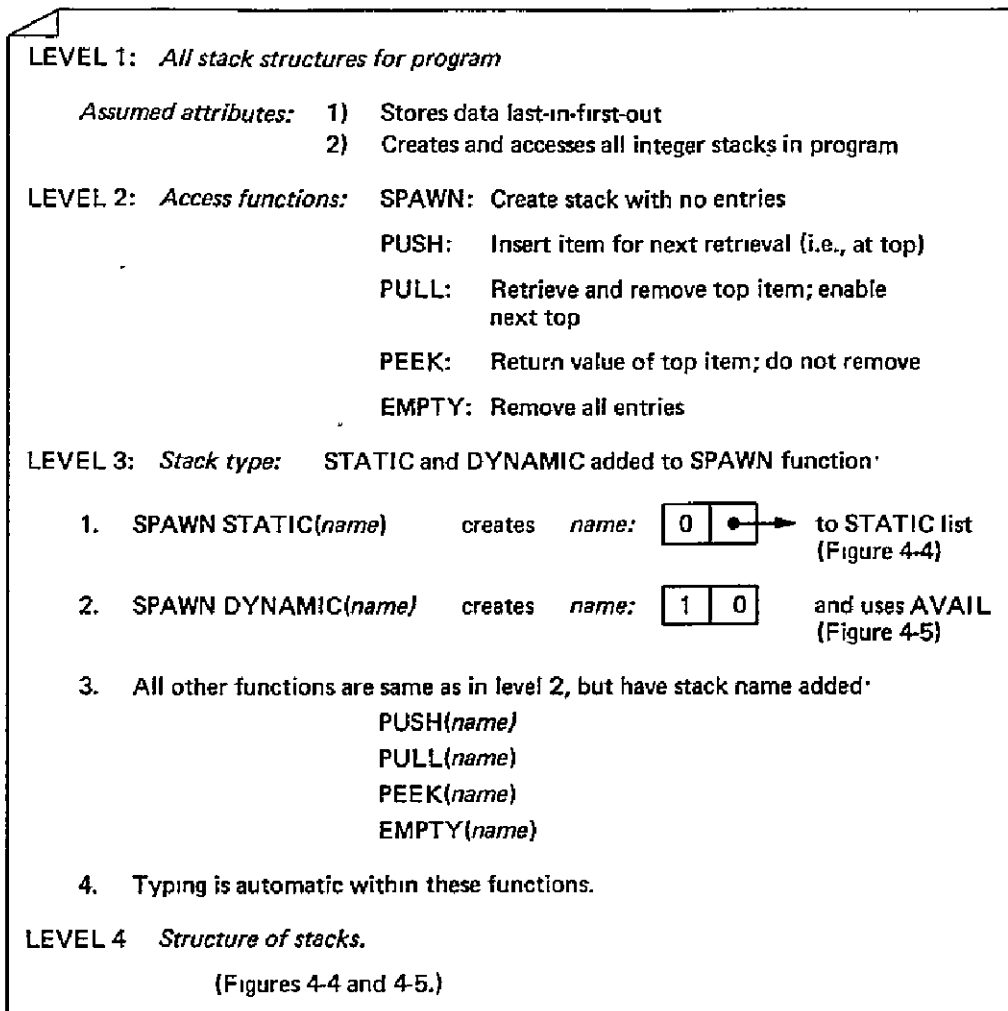 LEVEL 1: All stack structures for program
Assumed attributes: 1) Stores data last-in-first-out
2) Creates and accesses all integer stacks in program
LEVEL 2: Access functions: SPAWN: Create stack with no entries
PUSH: Insert item for next retrieval (i.e., at top)
PULL: Retrieve and remove top item; enable
next top
PEEK: Return value of top item; do not remove
EMPTY: Remove all entries
LEVEL 3: Stack type: STATIC and DYNAMIC added to SPAWN function·
1. SPAWN STATIC(name) creates name: 0 to STATIC list
(Figure 4-4)
2. SPAWN DYNAMIC(name) creates name: 1 0 and uses AVAIL
(Figure 4-5)
3. All other functions are same as in level 2, but have stack name added·
PUSH(name)
PULL(name)
PEEK(name)
EMPTY(name)
4. Typing is automatic within these functions.
LEVEL 4 Structure of stacks.
(Figures 4-4 and 4-5.)